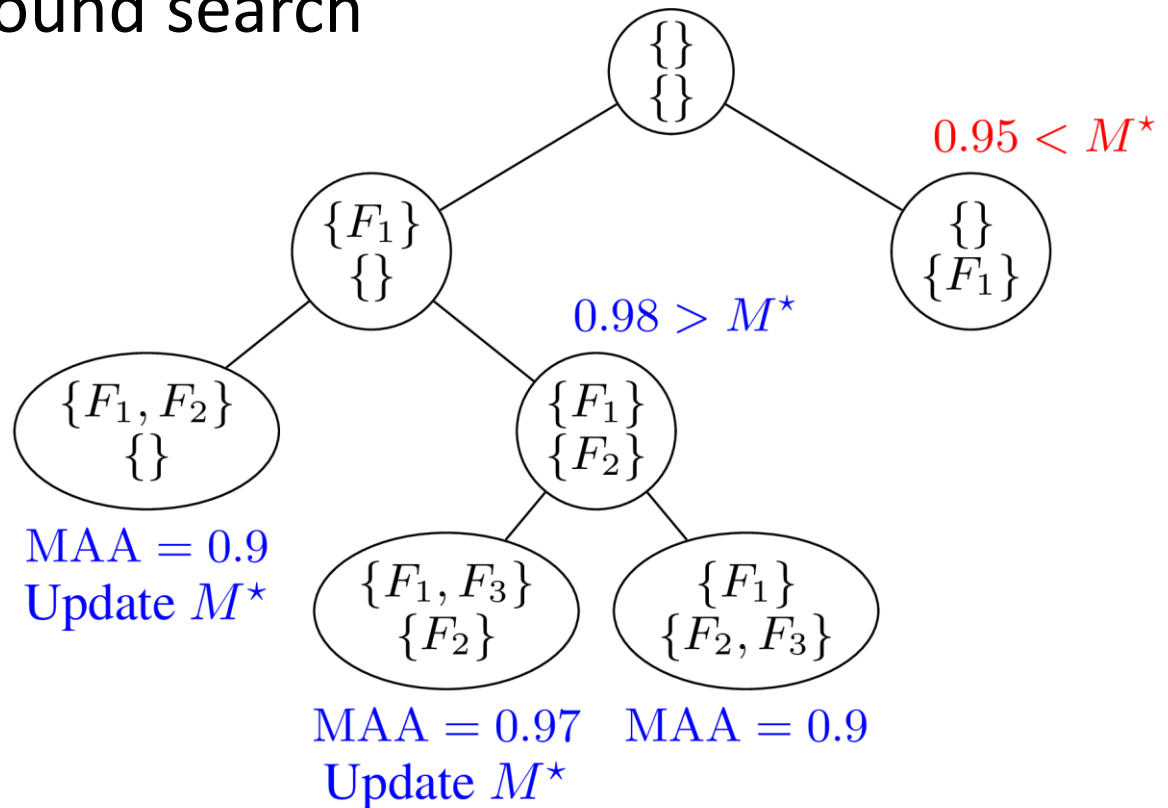 ound search
{}
{}
0.95 < M⋆
{F₁}
{}
{}
{F₁}
0.98 > M⋆
{F₁, F₂}
{}
{F₁}
{F₂}
MAA = 0.9
Update M⋆
{F₁, F₃}
{F₂}
{F₁}
{F₂, F₃}
MAA = 0.97
Update M⋆
MAA = 0.9